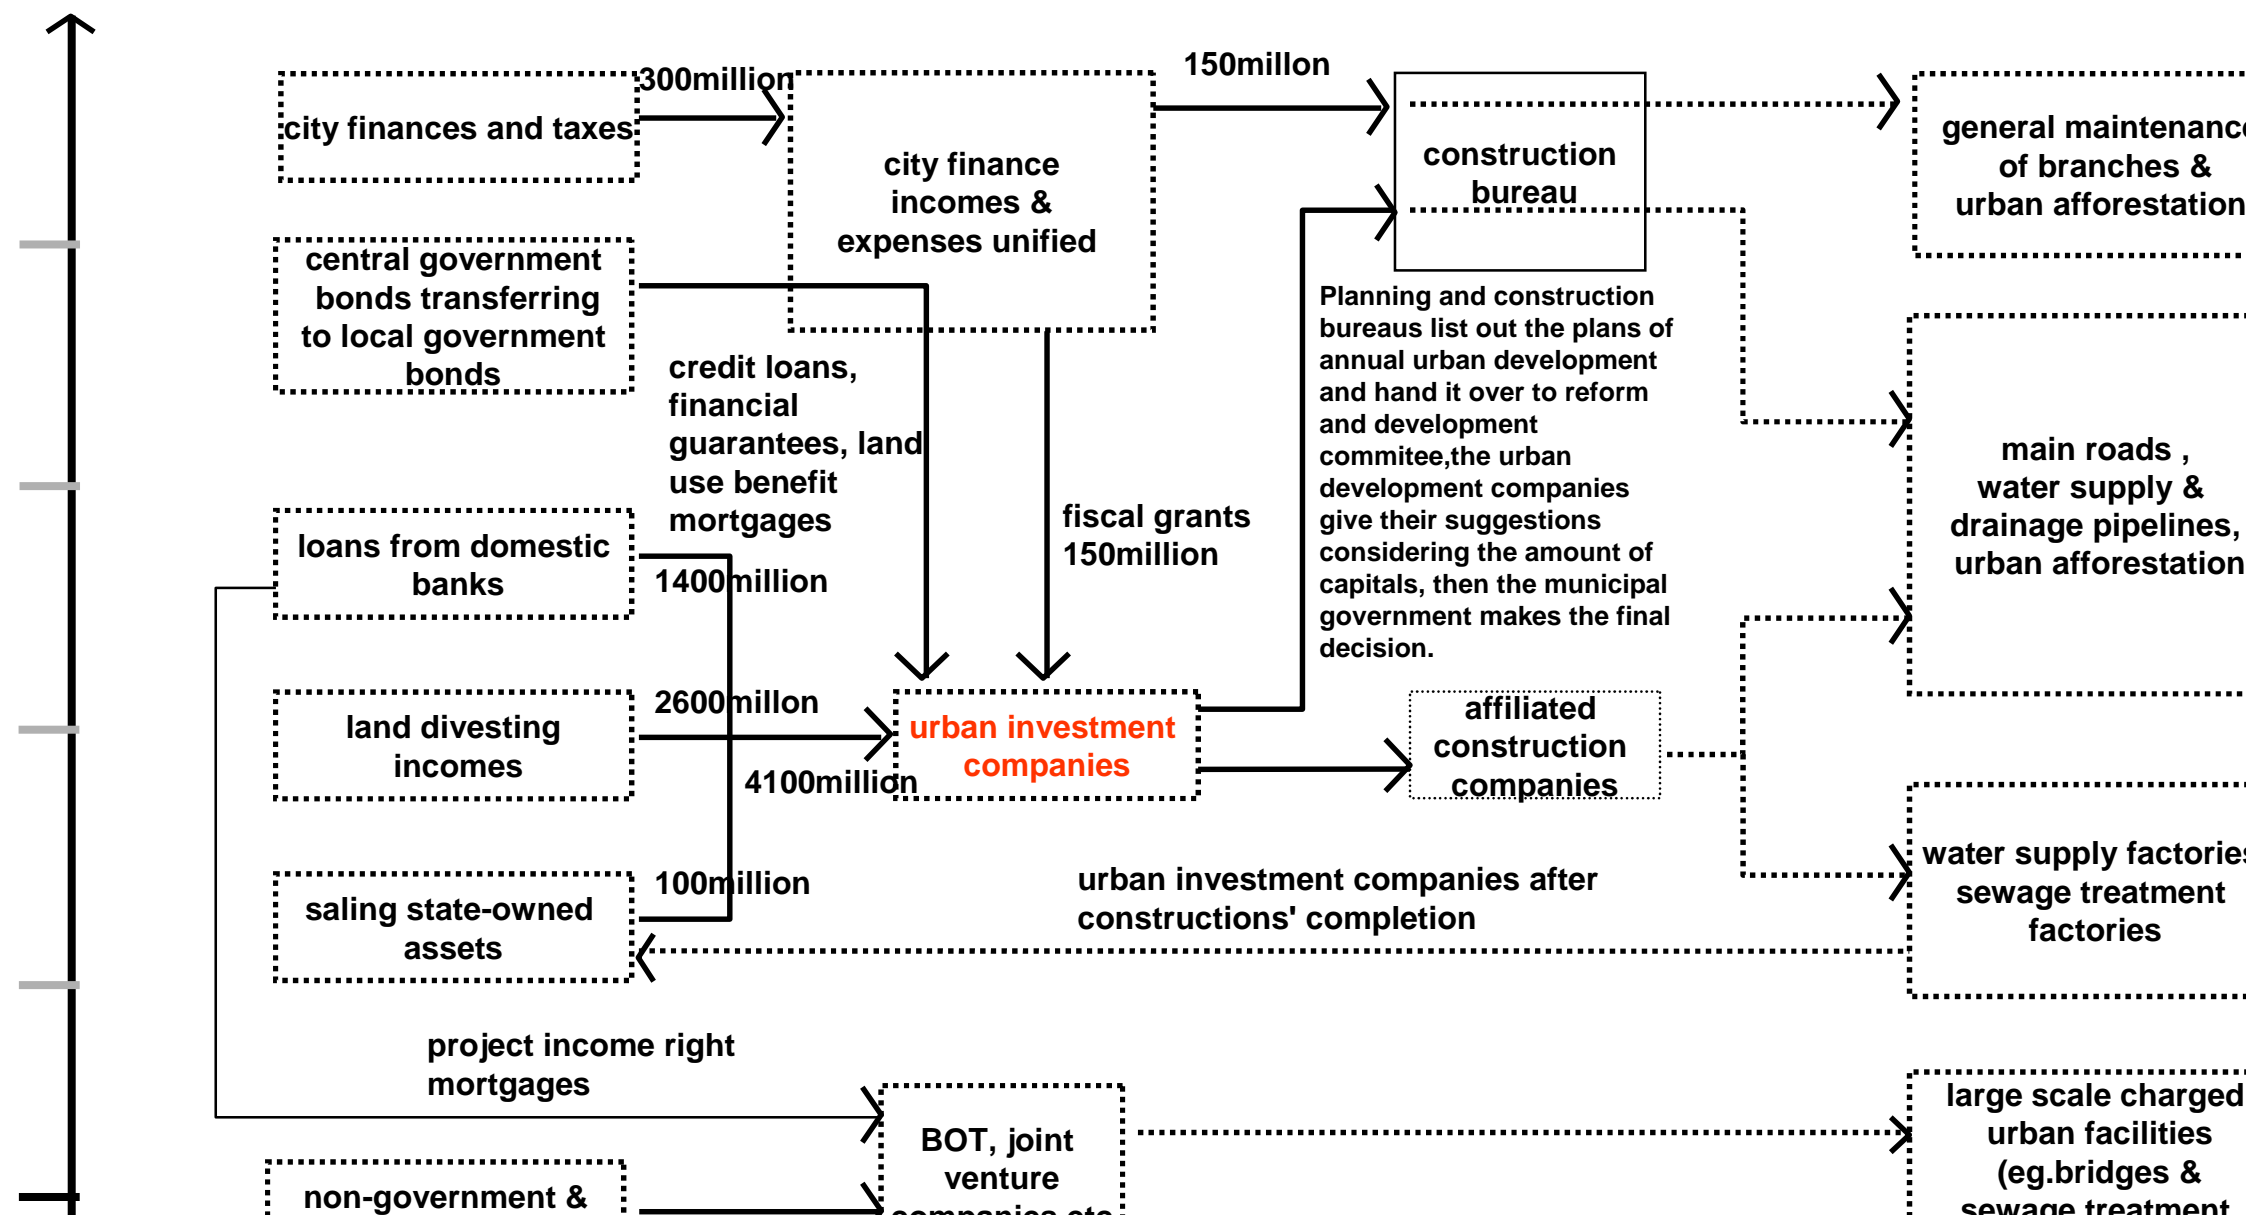 300million
150millon
city finances and taxes
city finance
incomes &
expenses unified
construction
bureau
general maintenance
of branches &
urban afforestation
central government
bonds transferring
to local government
bonds
credit loans,
financial
guarantees, land
use benefit
mortgages
fiscal grants
150million
Planning and construction
bureaus list out the plans of
annual urban development
and hand it over to reform
and development
commitee,the urban
development companies
give their suggestions
considering the amount of
capitals, then the municipal
government makes the final
decision.
main roads ,
water supply &
drainage pipelines,
urban afforestation
loans from domestic
banks
1400million
land divesting
incomes
2600millon
4100million
urban investment
companies
affiliated
construction
companies
saling state-owned
assets
100million
urban investment companies after
constructions' completion
water supply factories
sewage treatment
factories
project income right
mortgages
BOT, joint
venture
companies etc
large scale charged
urban facilities
(eg.bridges &
sewage treatment
non-government &